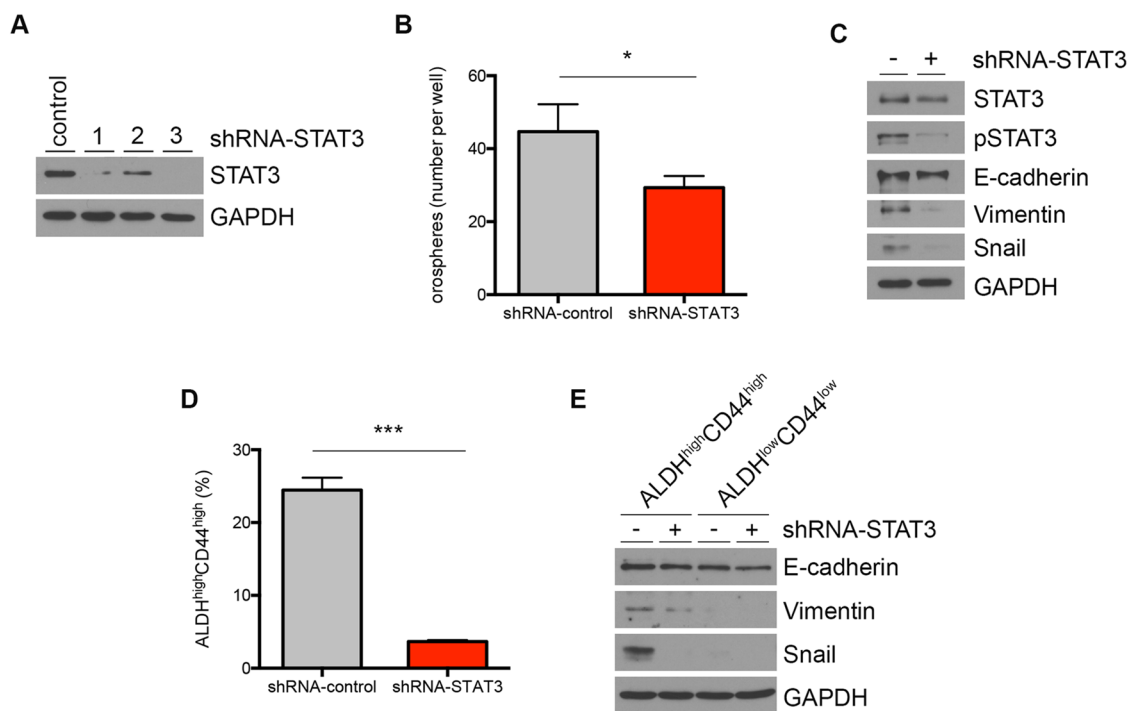 A
control
1 2 3 shRNA-STAT3
STAT3
GAPDH
B
*
orospheres (number per well)
60
40
20
0
shRNA-control shRNA-STAT3
C
- + shRNA-STAT3
STAT3
pSTAT3
E-cadherin
Vimentin
Snail
GAPDH
D
***
ALDHhighCD44high (%)
30
20
10
0
shRNA-control shRNA-STAT3
E
ALDHhighCD44high
ALDHlowCD44low
- + - + shRNA-STAT3
E-cadherin
Vimentin
Snail
GAPDH